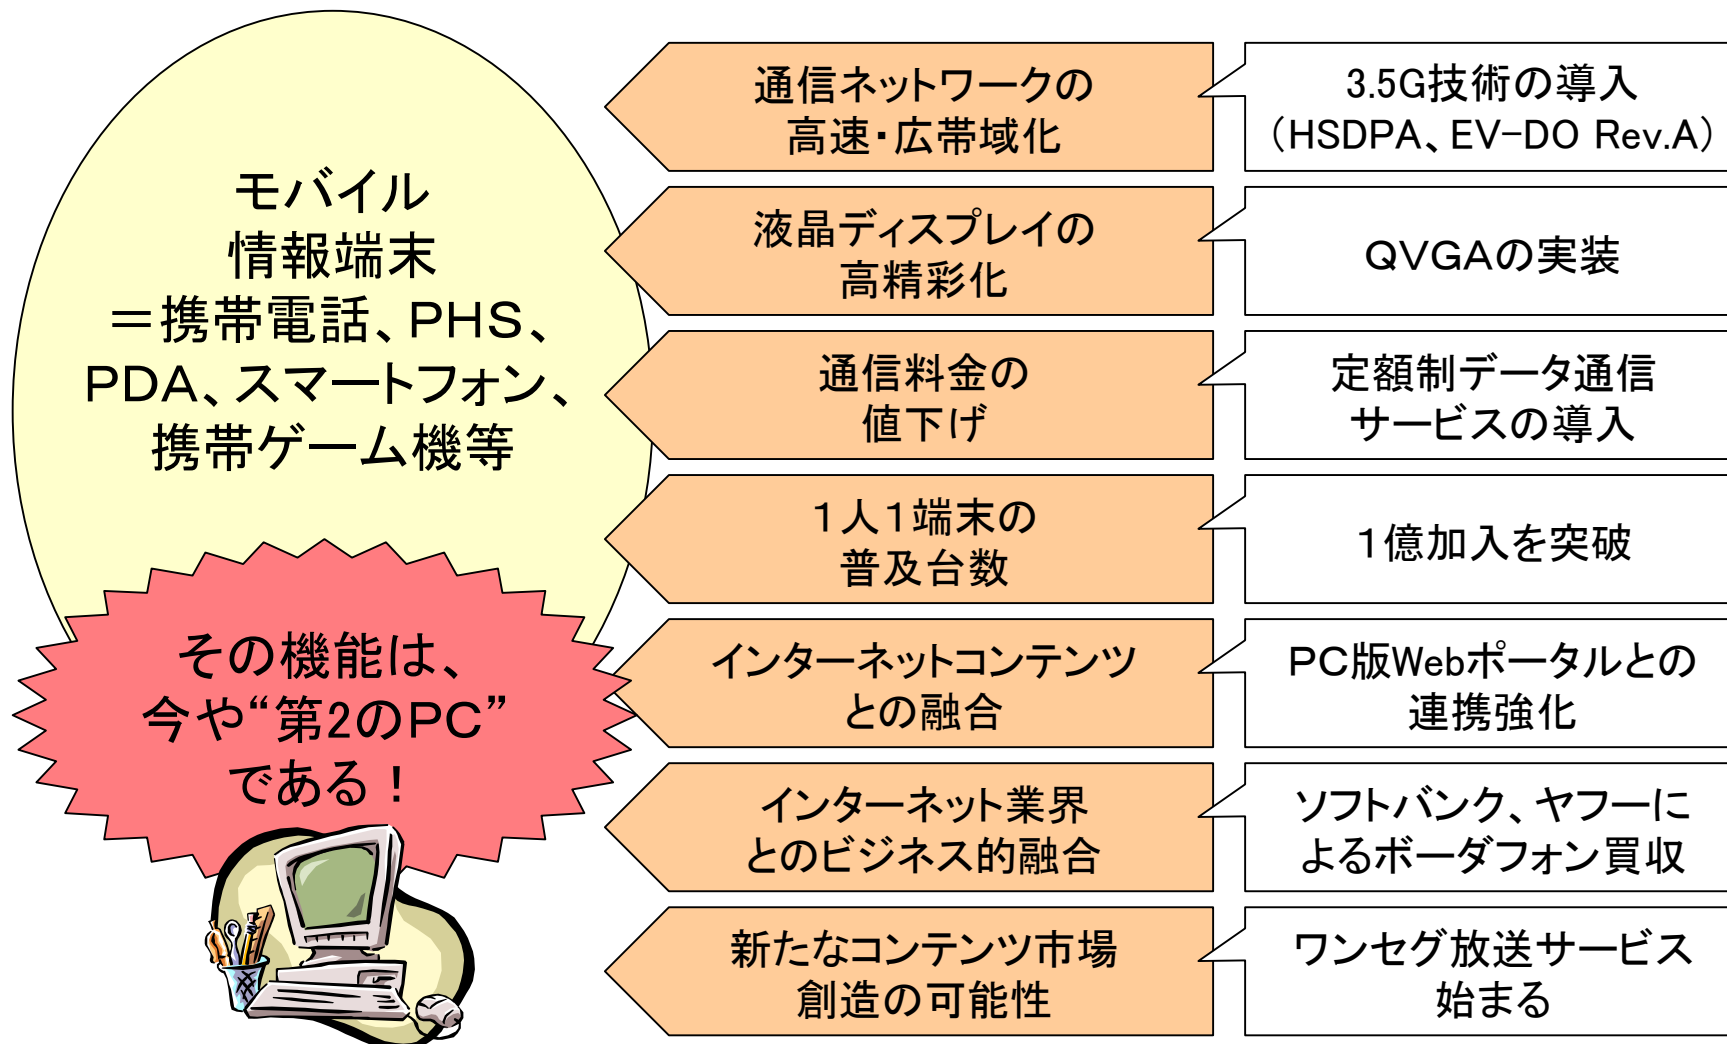 モバイル
情報端末
＝携帯電話、PHS、
PDA、スマートフォン、
携帯ゲーム機等
その機能は、
今や“第2のPC”
である！
通信ネットワークの
高速・広帯域化
3.5G技術の導入
（HSDPA、EV-DO Rev.A）
液晶ディスプレイの
高精彩化
QVGAの実装
通信料金の
値下げ
定額制データ通信
サービスの導入
１人１端末の
普及台数
１億加入を突破
インターネットコンテンツ
との融合
PC版Webポータルとの
連携強化
インターネット業界
とのビジネス的融合
ソフトバンク、ヤフーに
よるボーダフォン買収
新たなコンテンツ市場
創造の可能性
ワンセグ放送サービス
始まる